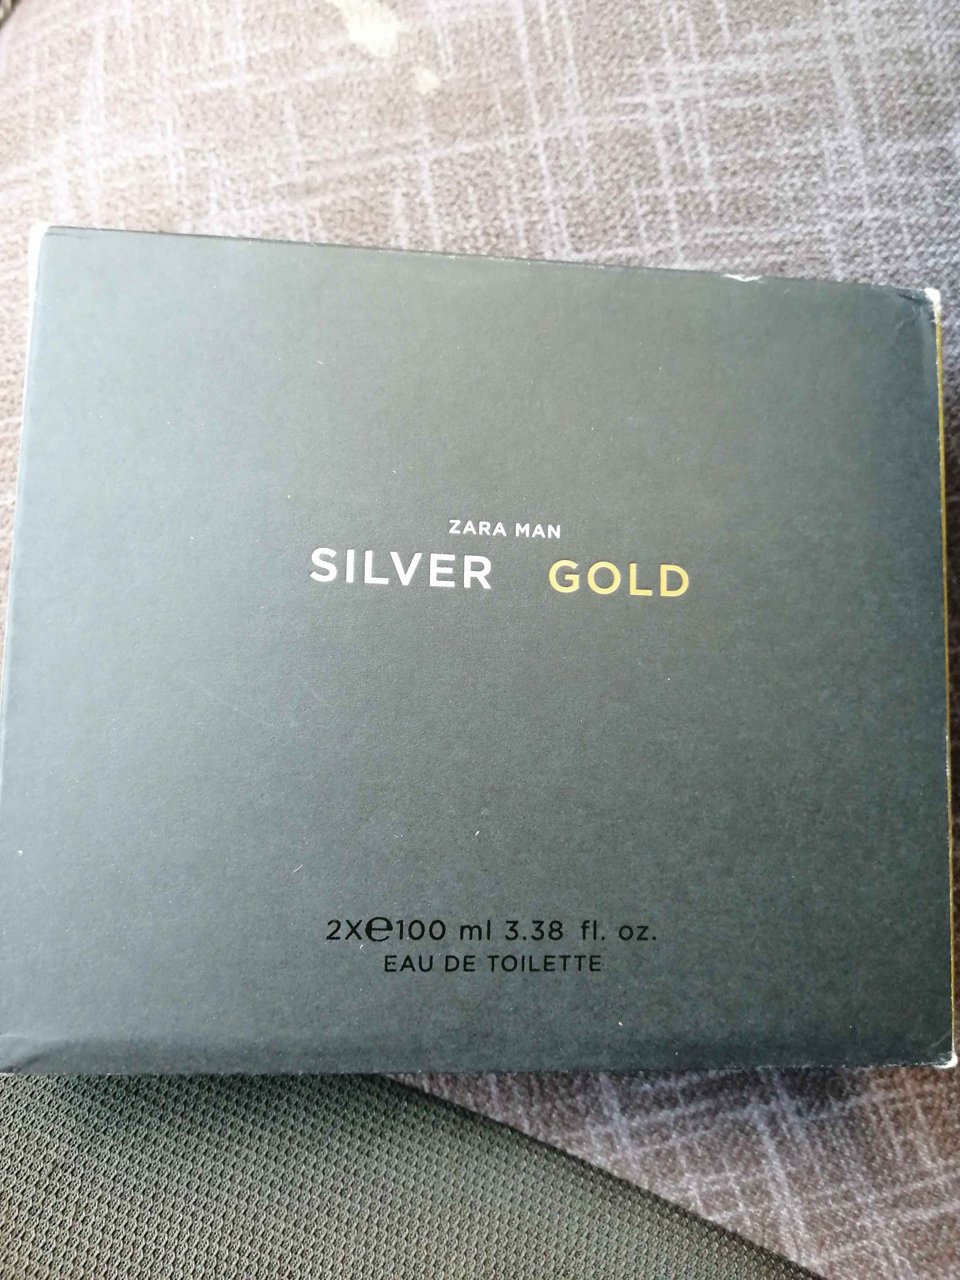 ZARA MAN
SILVER GOLD
2X℮100 ml 3.38 fl. oz.
EAU DE TOILETTE